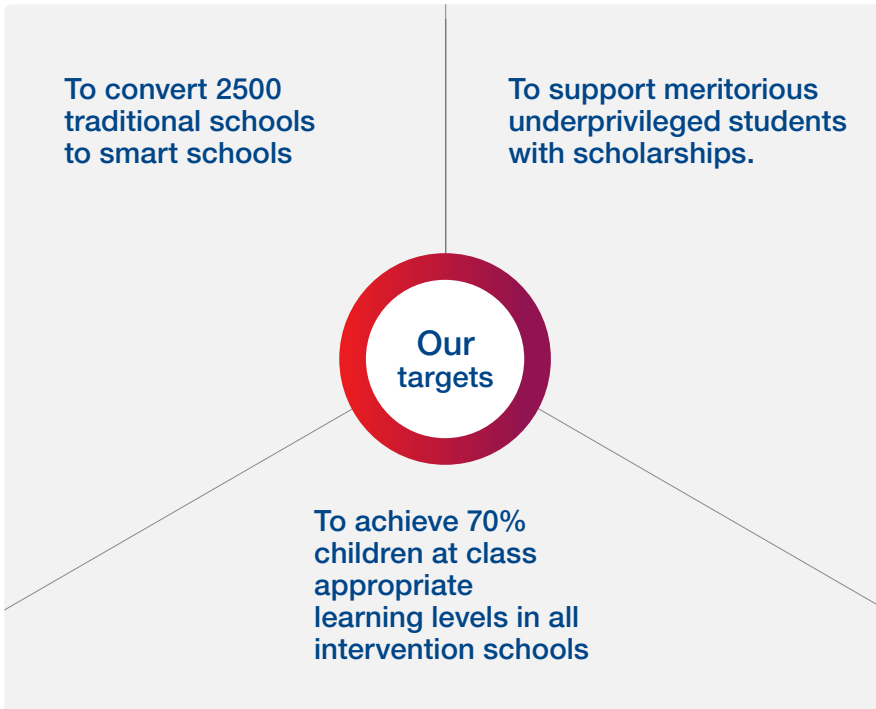 To convert 2500
traditional schools
to smart schools
To support meritorious
underprivileged students
with scholarships.
Our
targets
To achieve 70%
children at class
appropriate
learning levels in all
intervention schools